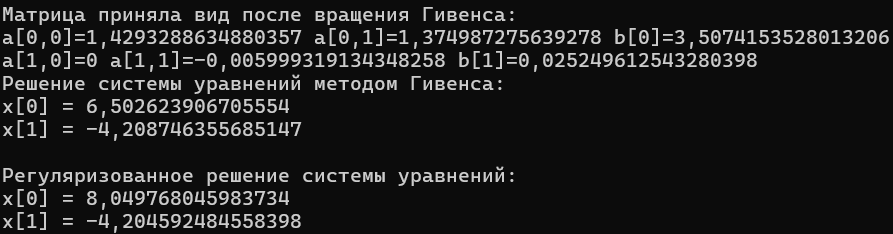 Матрица приняла вид после вращения Гивенса:
a[0,0]=1,4293288634880357 a[0,1]=1,374987275639278 b[0]=3,5074153528013206
a[1,0]=0 a[1,1]=-0,005999319134348258 b[1]=0,025249612543280398
Решение системы уравнений методом Гивенса:
x[0] = 6,502623906705554
x[1] = -4,208746355685147
Регуляризованное решение системы уравнений:
x[0] = 8,049768045983734
x[1] = -4,204592484558398